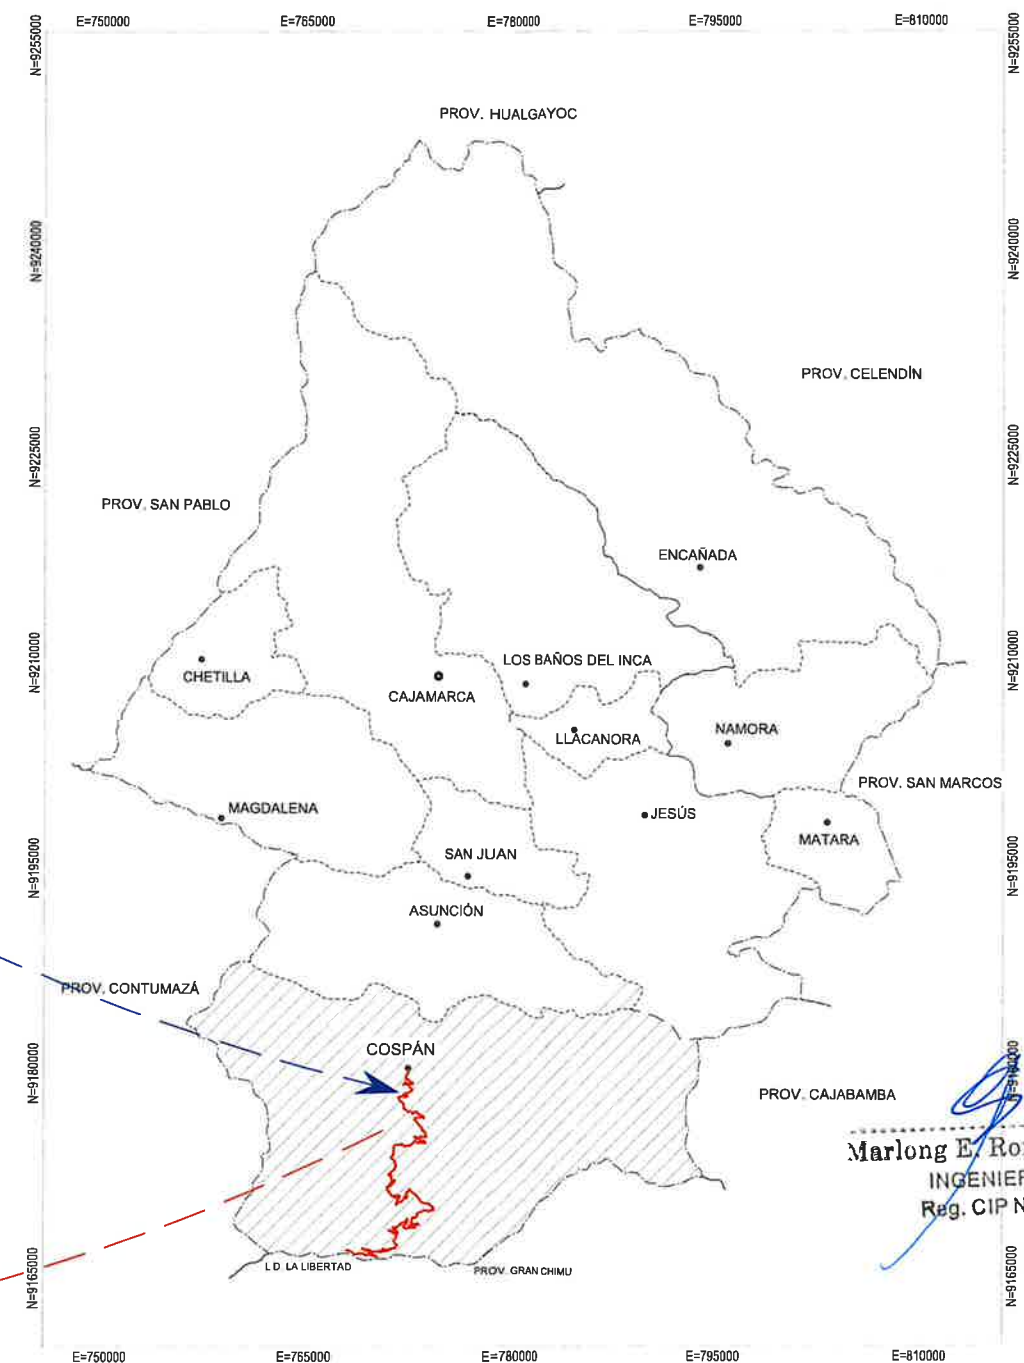 E=750000
E=765000
E=780000
E=795000
E=810000
N=9255000
N=9255000
PROV. HUALGAYOC
N=9240000
N=9240000
PROV. CELENDÍN
N=9225000
N=9225000
PROV. SAN PABLO
ENCAÑADA
N=9210000
N=9210000
CHETILLA
LOS BAÑOS DEL INCA
CAJAMARCA
LLACANORA
NAMORA
PROV. SAN MARCOS
MAGDALENA
JESÚS
MATARA
SAN JUAN
N=9195000
N=9195000
ASUNCIÓN
PROV. CONTUMAZÁ
COSPÁN
N=9180000
N=9180000
PROV. CAJABAMBA
Marlong E.
INGENIER
Reg. CIP N
L.D. LA LIBERTAD
PROV. GRAN CHIMU
N=9165000
N=9165000
E=750000
E=765000
E=780000
E=795000
E=810000